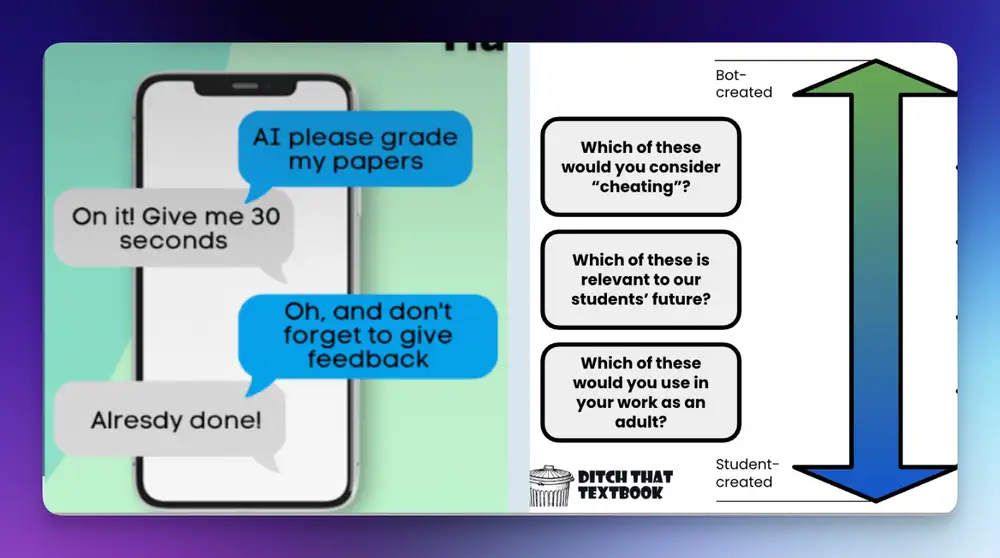 AI please grade
my papers
On it! Give me 30
seconds
Oh, and don't
forget to give
feedback
Alresdy done!
Bot-
created
Which of these
would you consider
“cheating”?
Which of these is
relevant to our
students’ future?
Which of these
would you use in
your work as an
adult?
Student-
created
DITCH THAT
TEXTBOOK